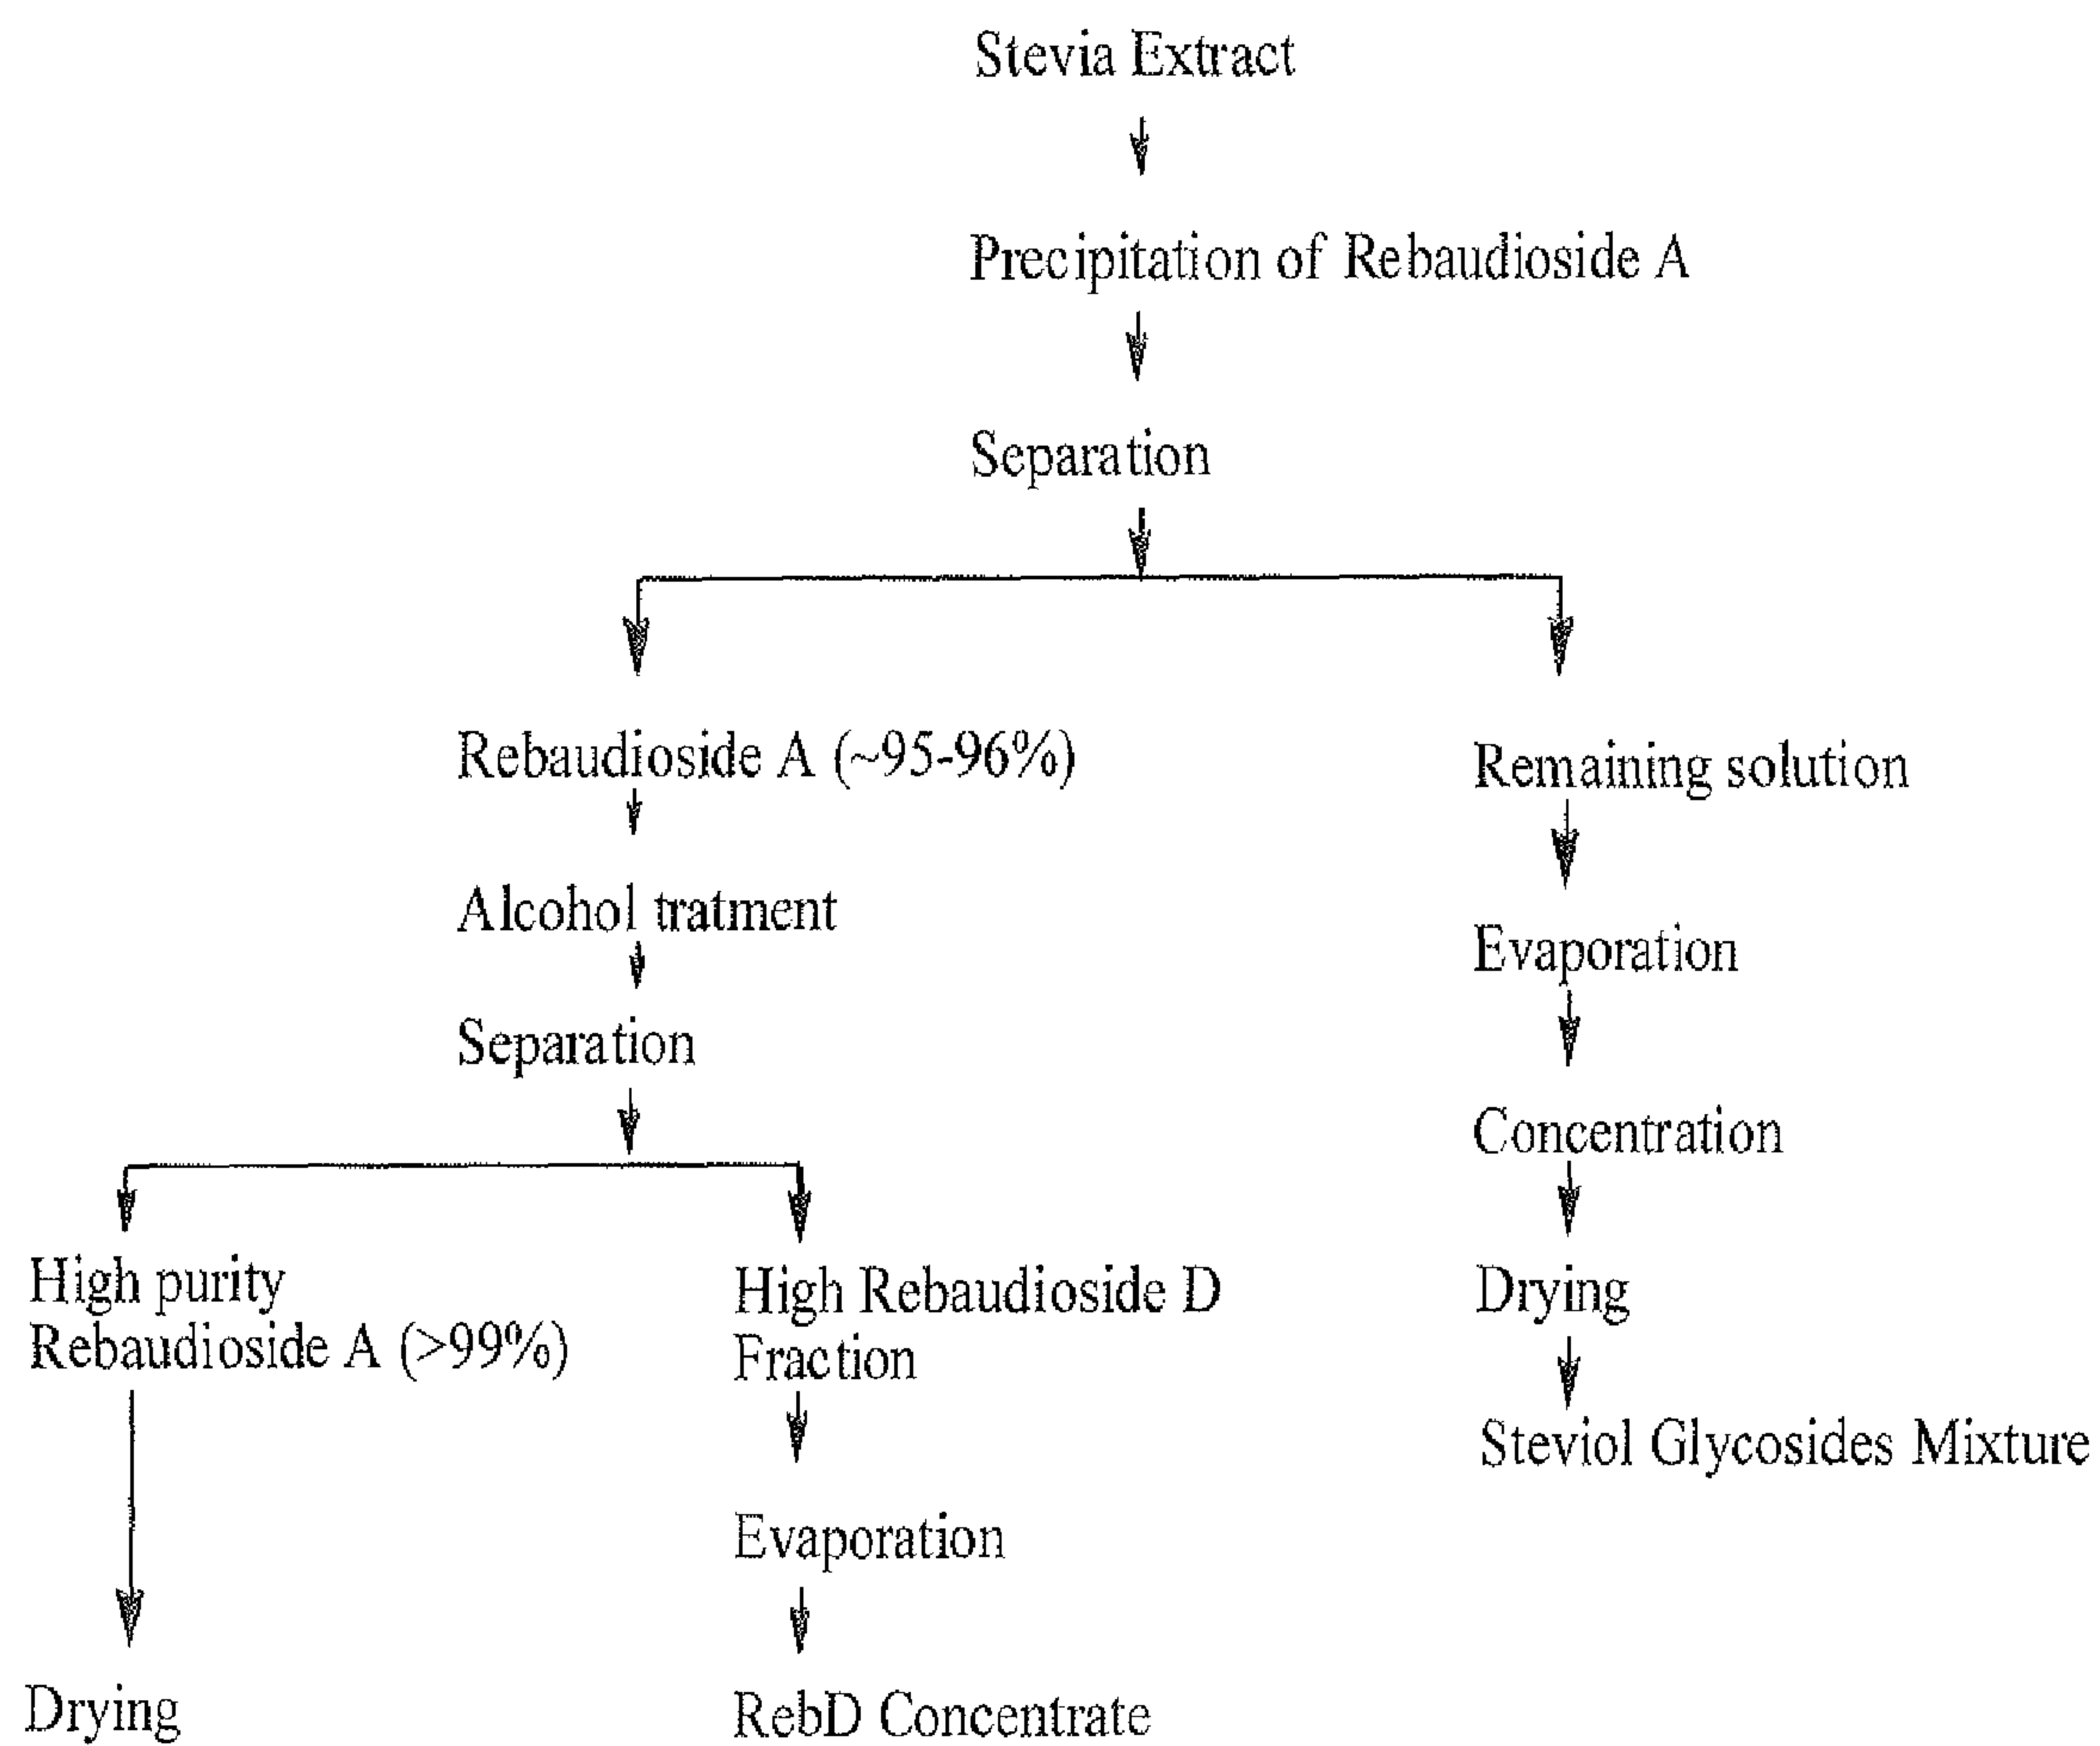 Stevia Extract
Precipitation of Rebaudioside A
Separation
Rebaudioside A (~95-96%)
Alcohol tratment
Separation
High purity
Rebaudioside A (>99%)
Drying
High Rebaudioside D
Fraction
Evaporation
RebD Concentrate
Remaining solution
Evaporation
Concentration
Drying
Steviol Glycosides Mixture